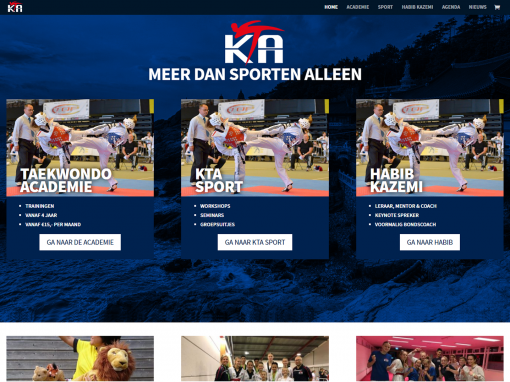 KTA
HOME ACADEMIE SPORT HABIB KAZEMI AGENDA NIEUWS
KTA
MEER DAN SPORTEN ALLEEN
TAEKWONDO
ACADEMIE
TRAININGEN
VANAF 4 JAAR
VANAF €15,- PER MAAND
GA NAAR DE ACADEMIE
KTA
SPORT
WORKSHOPS
SEMINARS
GROEPSUITJES
GA NAAR KTA SPORT
HABIB
KAZEMI
LERAAR, MENTOR & COACH
KEYNOTE SPREKER
VOORMALIG BONDSCOACH
GA NAAR HABIB